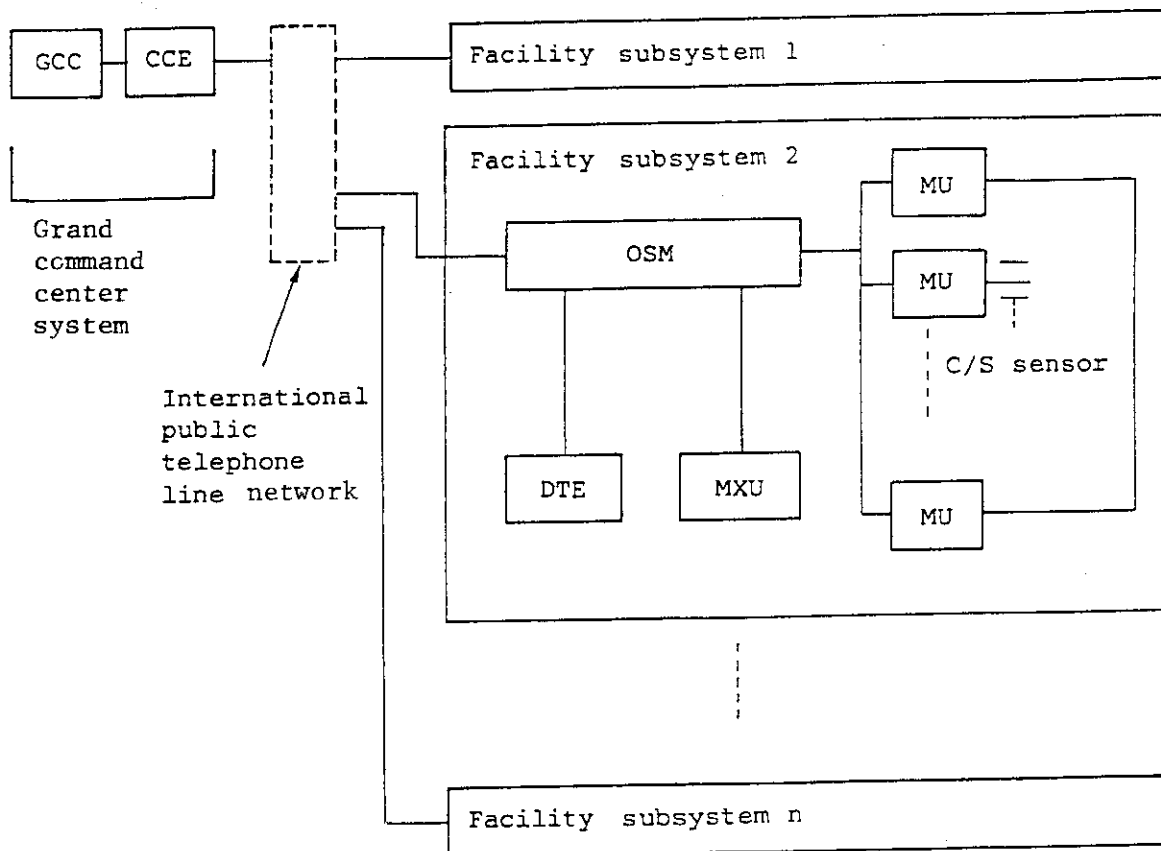 GCC
CCE
Facility subsystem 1
Grand
command
center
system
International
public
telephone
line network
Facility subsystem 2
OSM
MU
MU
C/S sensor
DTE
MXU
MU
Facility subsystem n